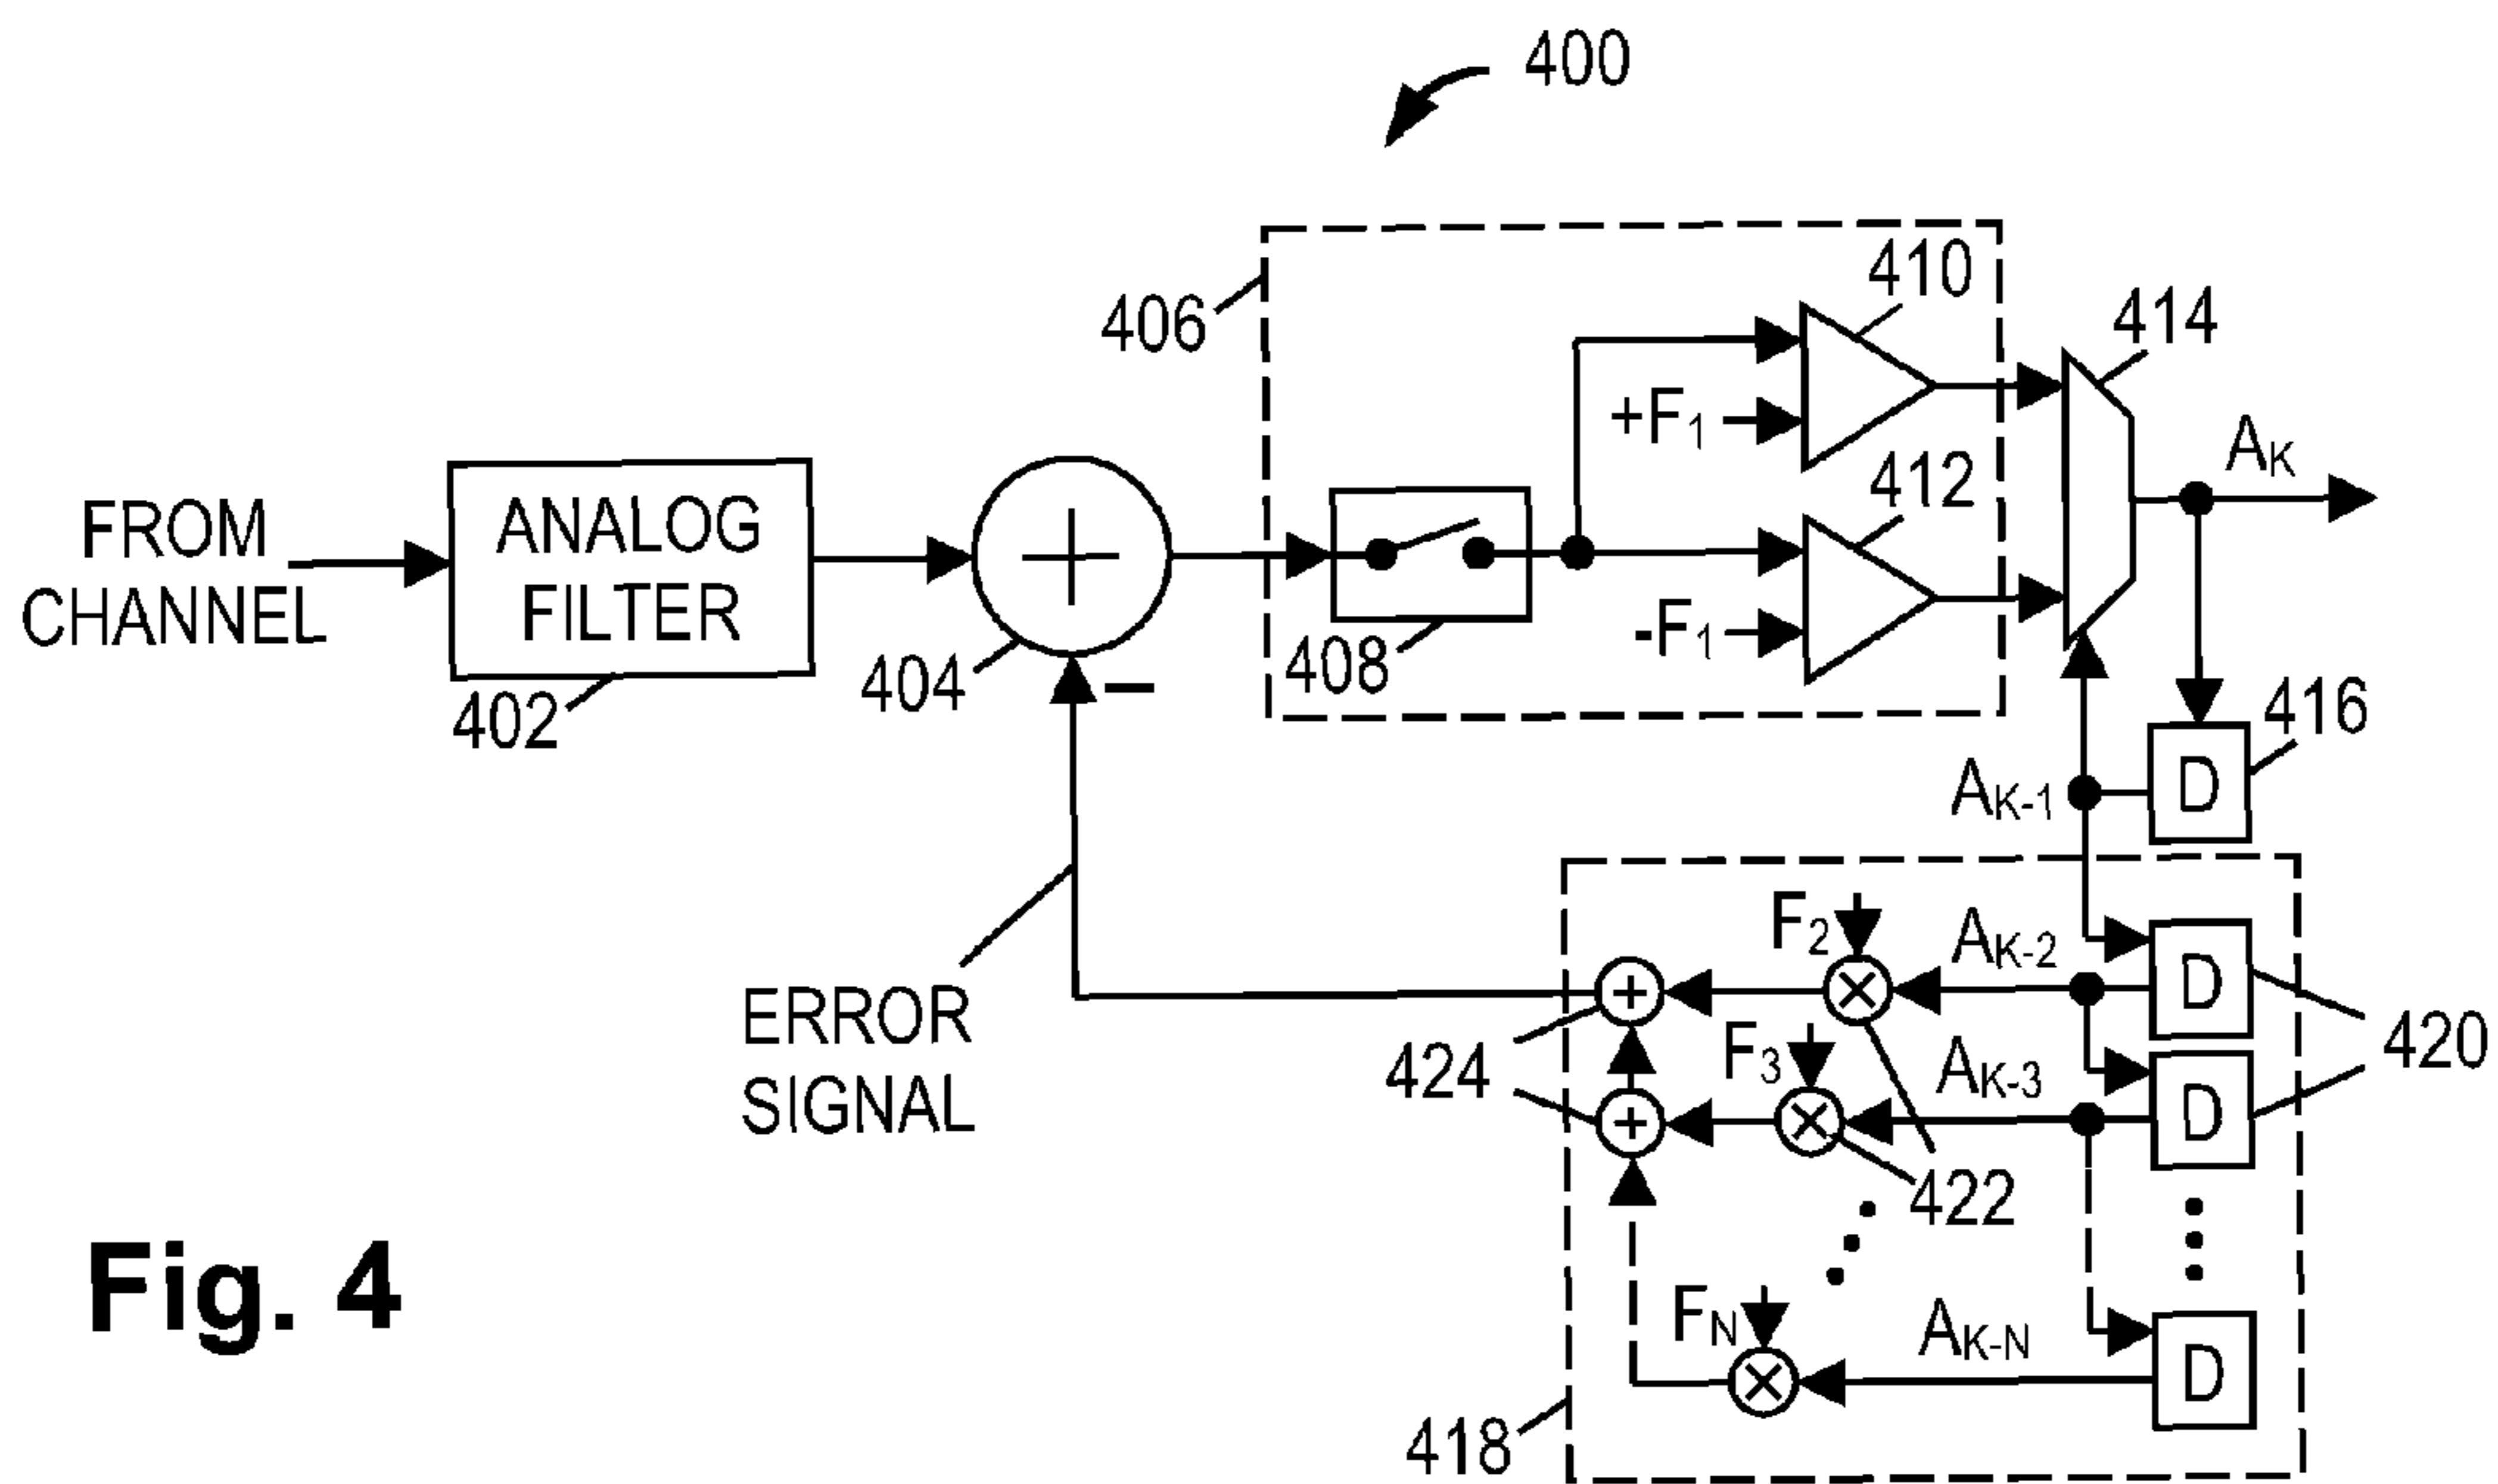 400
406
410
414
+F1
AK
412
FROM
CHANNEL
ANALOG
FILTER
-F1
408
404
402
416
D
AK-1
F2
AK-2
D
ERROR
SIGNAL
424
F3
AK-3
D
420
422
Fig. 4
FN
AK-N
D
418